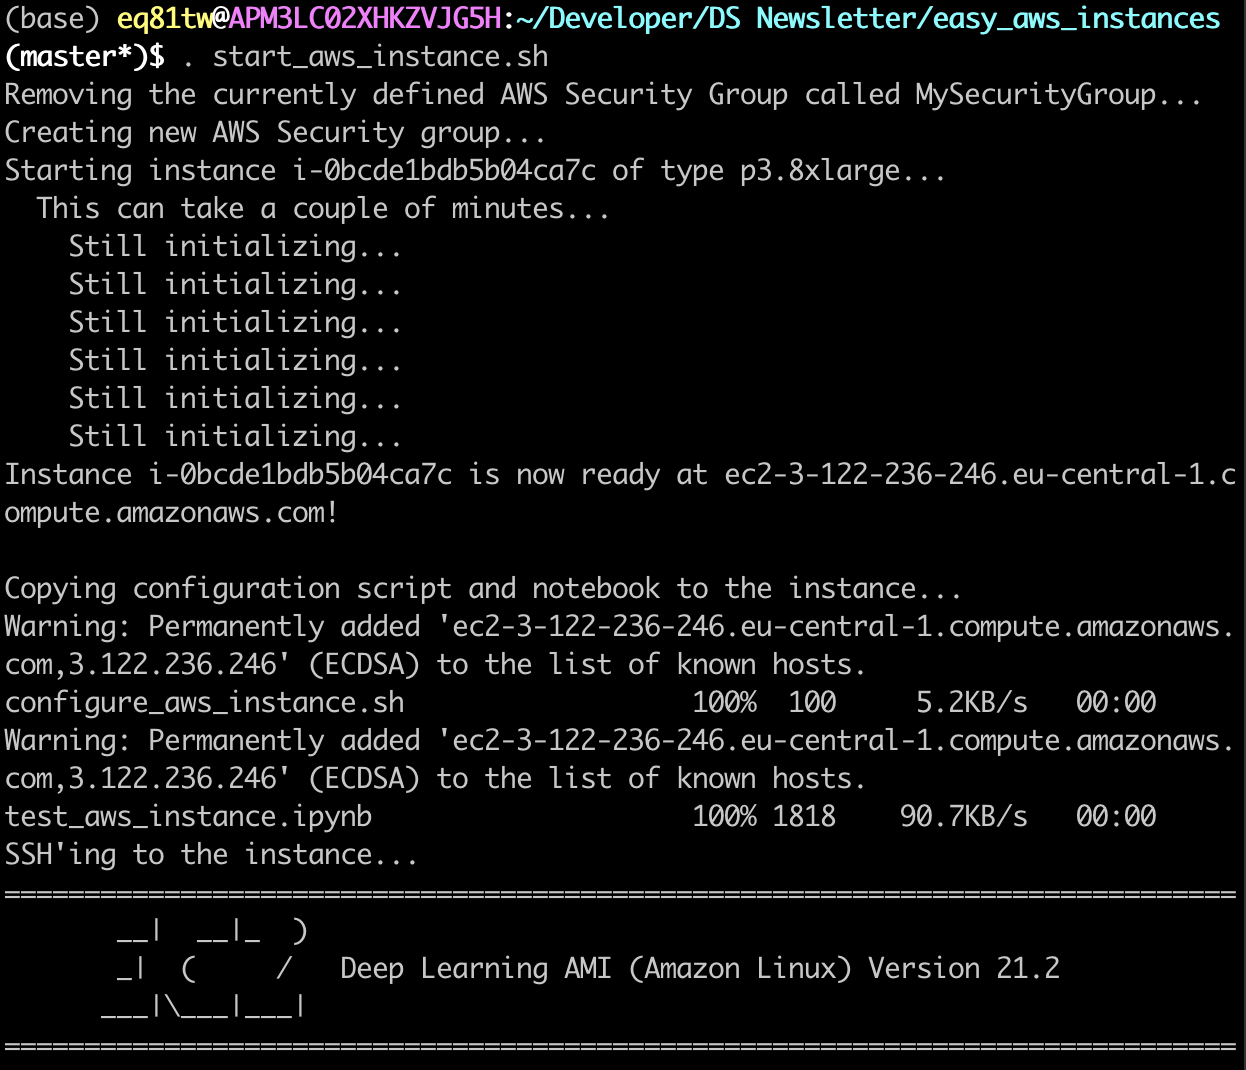 (base) eq81tw@APM3LC02XHKZVJG5H:~/Developer/DS Newsletter/easy_aws_instances
(master*)$ . start_aws_instance.sh
Removing the currently defined AWS Security Group called MySecurityGroup...
Creating new AWS Security group...
Starting instance i-0bcde1bdb5b04ca7c of type p3.8xlarge...
  This can take a couple of minutes...
    Still initializing...
    Still initializing...
    Still initializing...
    Still initializing...
    Still initializing...
    Still initializing...
Instance i-0bcde1bdb5b04ca7c is now ready at ec2-3-122-236-246.eu-central-1.c
ompute.amazonaws.com!

Copying configuration script and notebook to the instance...
Warning: Permanently added 'ec2-3-122-236-246.eu-central-1.compute.amazonaws.
com,3.122.236.246' (ECDSA) to the list of known hosts.
configure_aws_instance.sh                  100%  100     5.2KB/s   00:00
Warning: Permanently added 'ec2-3-122-236-246.eu-central-1.compute.amazonaws.
com,3.122.236.246' (ECDSA) to the list of known hosts.
test_aws_instance.ipynb                    100% 1818    90.7KB/s   00:00
SSH'ing to the instance...
=============================================================================
       __|  __|_  )
       _|  (     /   Deep Learning AMI (Amazon Linux) Version 21.2
      ___|\___|___|
=============================================================================